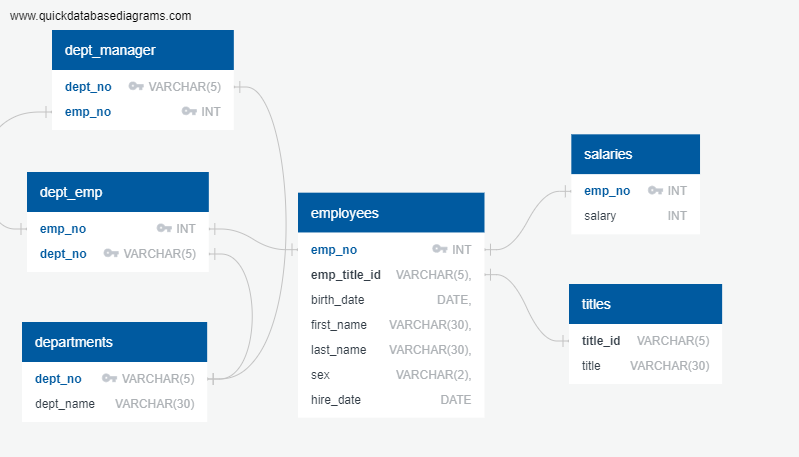 www.quickdatabasediagrams.com
dept_manager
dept_no VARCHAR(5)
emp_no INT
dept_emp
emp_no INT
dept_no VARCHAR(5)
departments
dept_no VARCHAR(5)
dept_name VARCHAR(30)
employees
emp_no INT
emp_title_id VARCHAR(5),
birth_date DATE,
first_name VARCHAR(30),
last_name VARCHAR(30),
sex VARCHAR(2),
hire_date DATE
salaries
emp_no INT
salary INT
titles
title_id VARCHAR(5)
title VARCHAR(30)